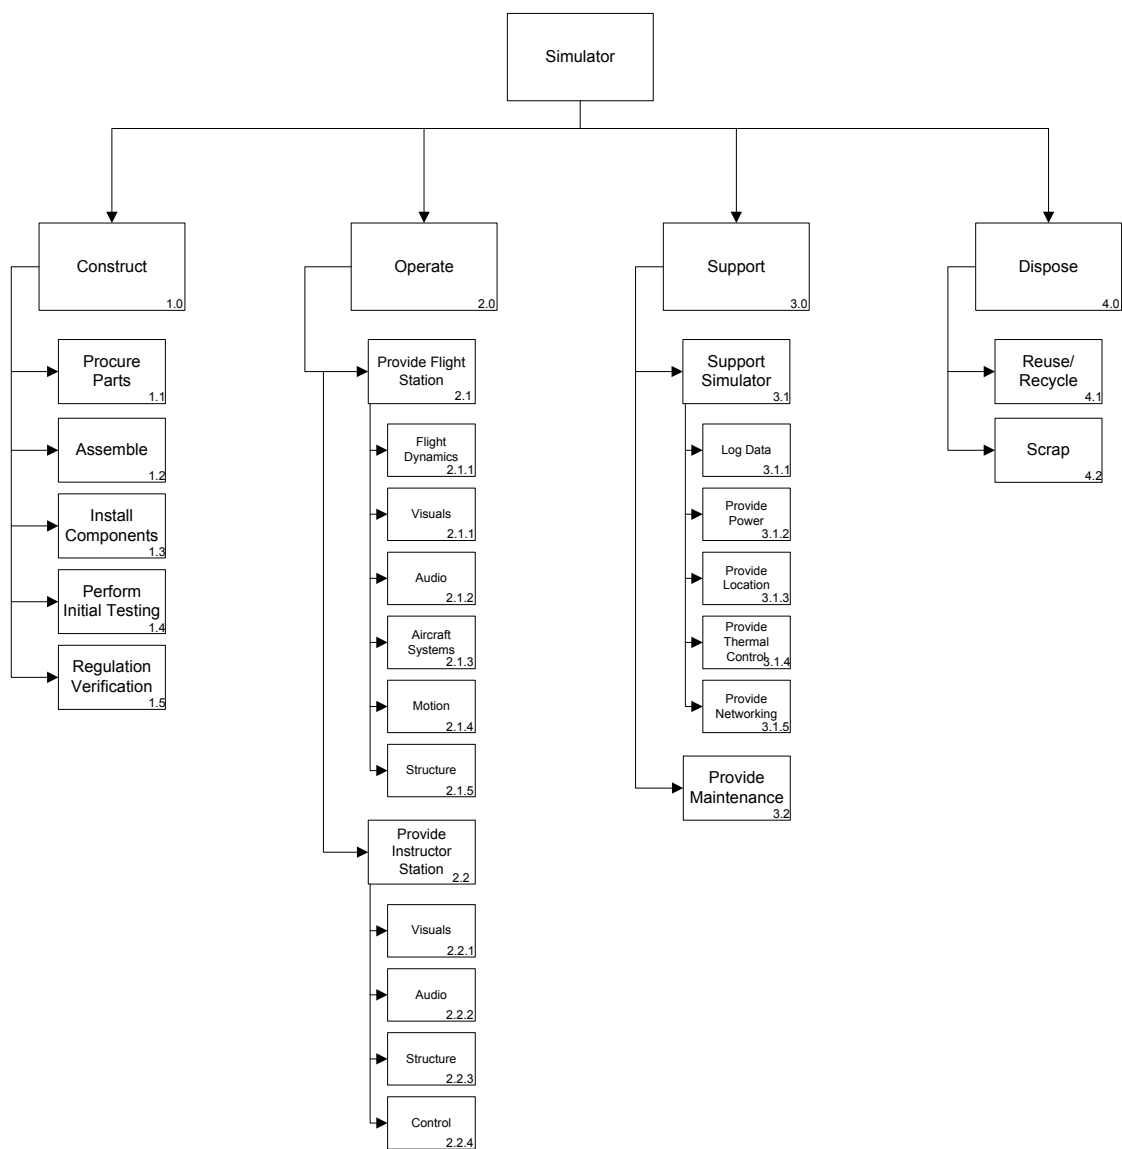 Simulator
Construct
1.0
Procure
Parts
1.1
Assemble
1.2
Install
Components
1.3
Perform
Initial Testing
1.4
Regulation
Verification
1.5
Operate
2.0
Provide Flight
Station
2.1
Flight
Dynamics
2.1.1
Visuals
2.1.1
Audio
2.1.2
Aircraft
Systems
2.1.3
Motion
2.1.4
Structure
2.1.5
Provide
Instructor
Station
2.2
Visuals
2.2.1
Audio
2.2.2
Structure
2.2.3
Control
2.2.4
Support
3.0
Support
Simulator
3.1
Log Data
3.1.1
Provide
Power
3.1.2
Provide
Location
3.1.3
Provide
Thermal
Control
3.1.4
Provide
Networking
3.1.5
Provide
Maintenance
3.2
Dispose
4.0
Reuse/
Recycle
4.1
Scrap
4.2